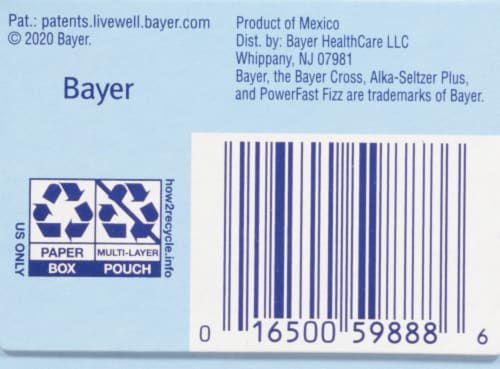 Pat.: patents.livewell.bayer.com
© 2020 Bayer.
Bayer
Product of Mexico
Dist. by: Bayer HealthCare LLC
Whippany, NJ 07981
Bayer, the Bayer Cross, Alka-Seltzer Plus,
and PowerFast Fizz are trademarks of Bayer.
US ONLY
PAPER
BOX
MULTI-LAYER
POUCH
how2recycle.info
0 16500 59888 6